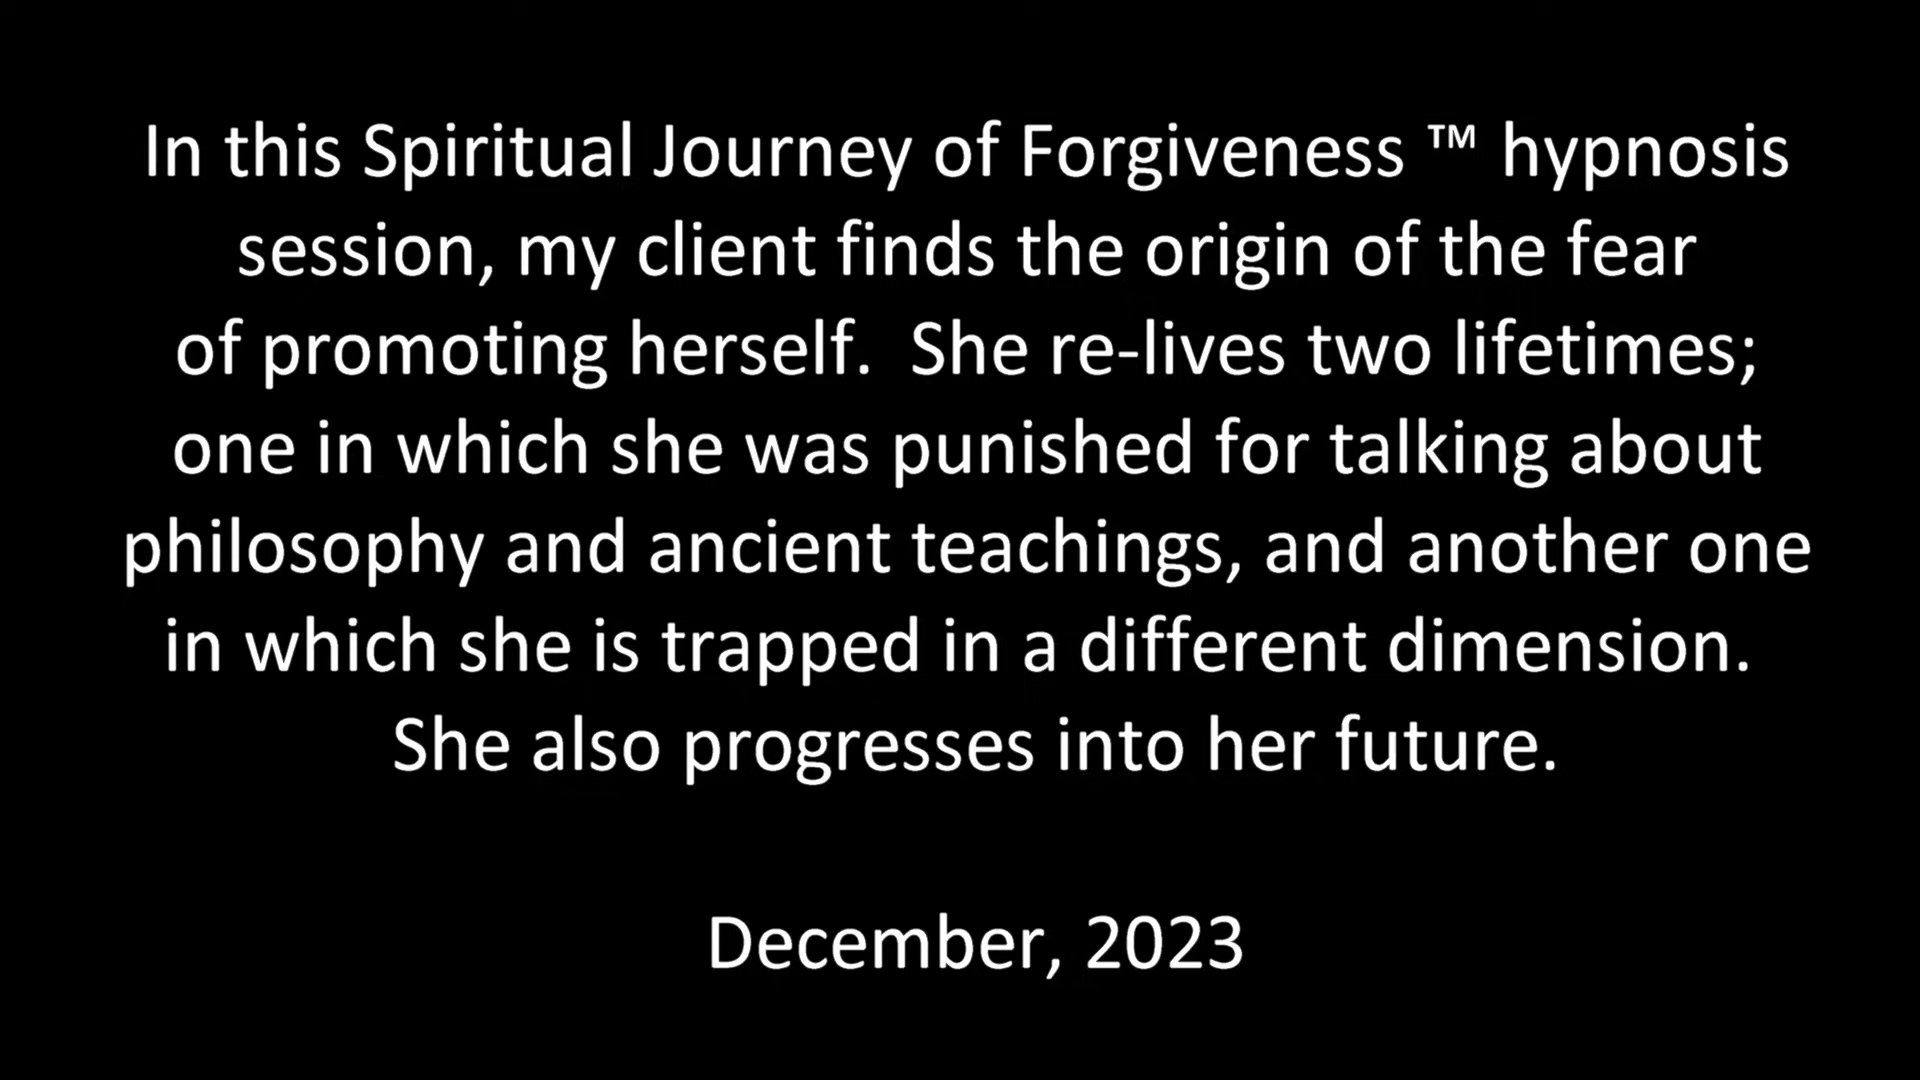 In this Spiritual Journey of Forgiveness ™ hypnosis
session, my client finds the origin of the fear
of promoting herself.  She re-lives two lifetimes;
one in which she was punished for talking about
philosophy and ancient teachings, and another one
in which she is trapped in a different dimension.
She also progresses into her future.
December, 2023